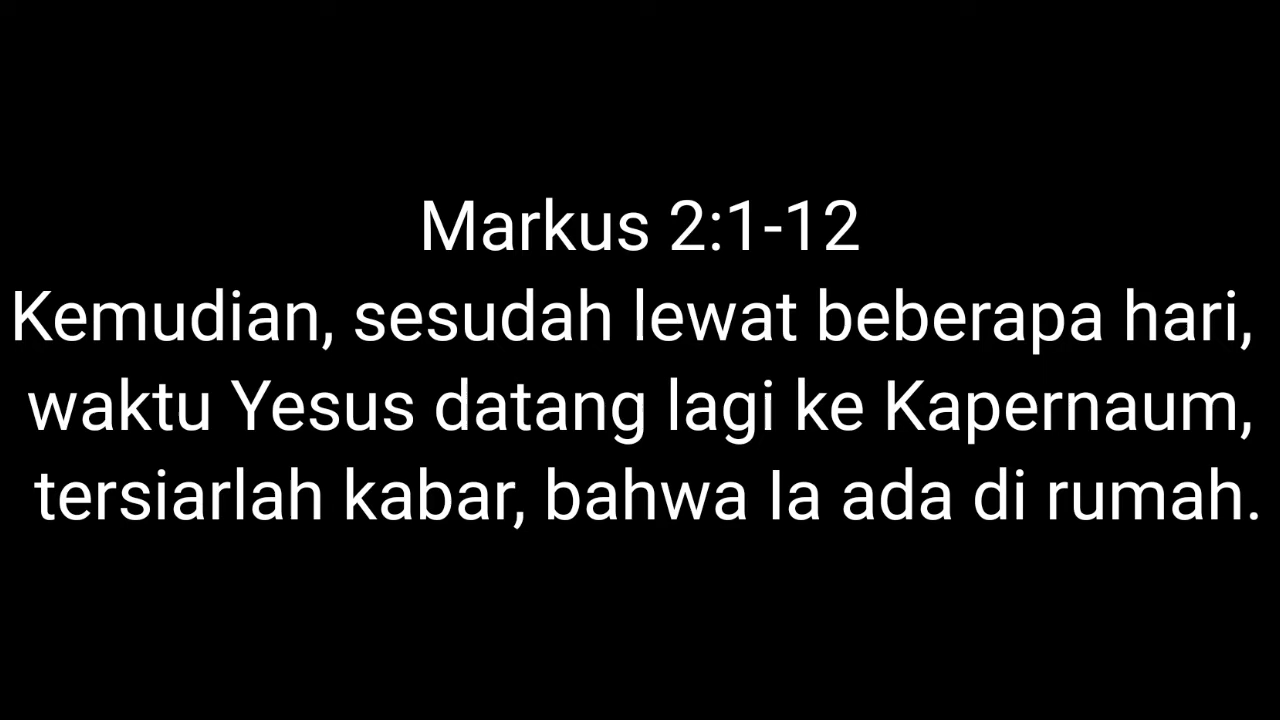 Markus 2:1-12
Kemudian, sesudah lewat beberapa hari,
waktu Yesus datang lagi ke Kapernaum,
tersiarlah kabar, bahwa Ia ada di rumah.